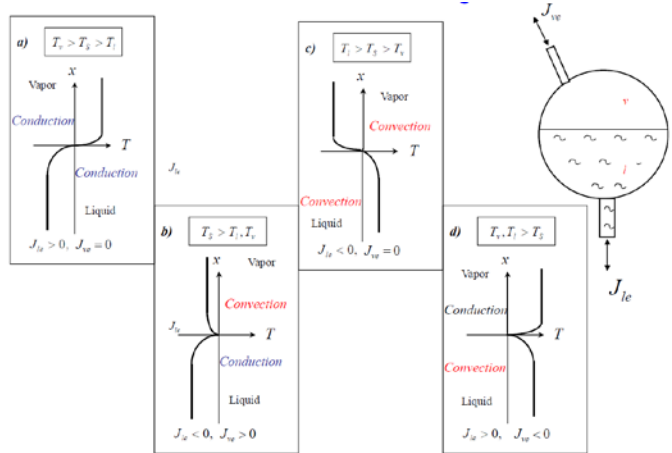 a)
T_v > T_S > T_l
x
Vapor
Conduction
T
Conduction
Liquid
J_le > 0, J_ve = 0
J_le
b)
T_S > T_l, T_v
x
Vapor
Convection
J_le
T
Conduction
Liquid
J_le < 0, J_ve > 0
c)
T_l > T_S > T_v
x
Vapor
Convection
T
Convection
Liquid
J_le < 0, J_ve = 0
d)
T_v, T_l > T_S
x
Vapor
Conduction
T
Convection
Liquid
J_le > 0, J_ve < 0
J_ve
v
l
J_le